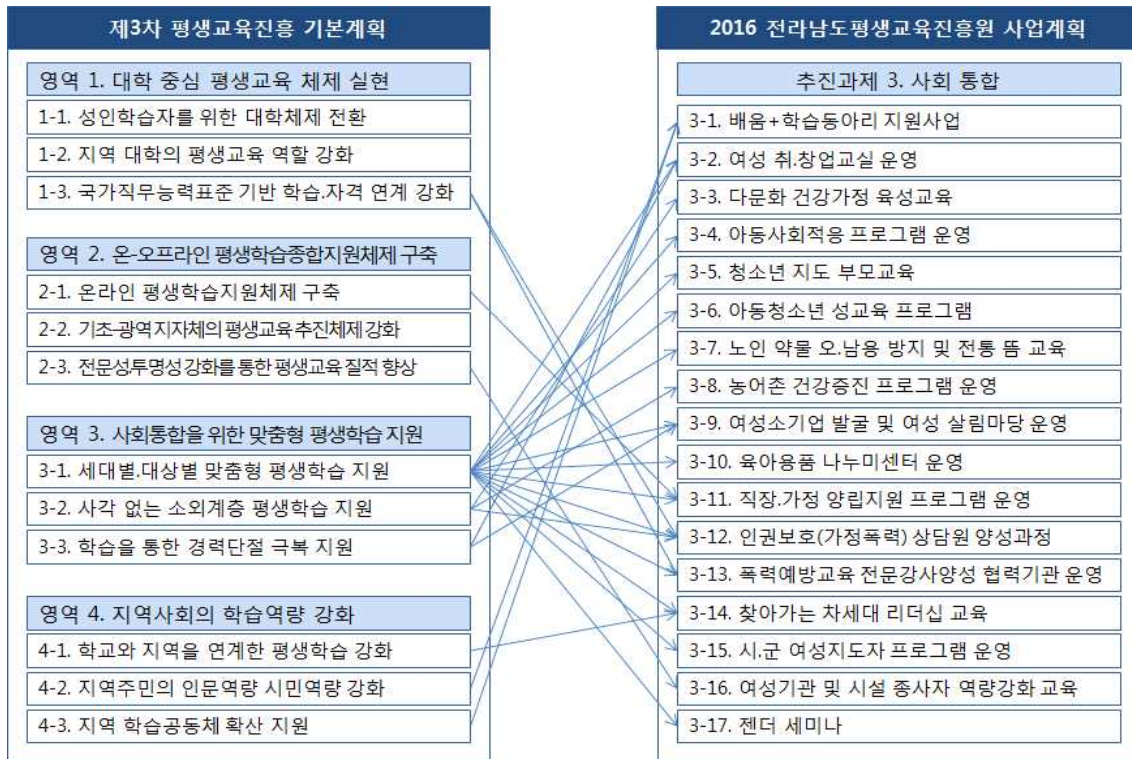 제3차 평생교육진흥 기본계획
영역 1. 대학 중심 평생교육 체제 실현
1-1. 성인학습자를 위한 대학체제 전환
1-2. 지역 대학의 평생교육 역할 강화
1-3. 국가직무능력표준 기반 학습.자격 연계 강화
영역 2. 온-오프라인 평생학습종합지원체제 구축
2-1. 온라인 평생학습지원체제 구축
2-2. 기초-광역 지자체의 평생교육 추진체제 강화
2-3. 전문성·투명성 강화를 통한 평생교육 질적 향상
영역 3. 사회통합을 위한 맞춤형 평생학습 지원
3-1. 세대별.대상별 맞춤형 평생학습 지원
3-2. 사각 없는 소외계층 평생학습 지원
3-3. 학습을 통한 경력단절 극복 지원
영역 4. 지역사회의 학습역량 강화
4-1. 학교와 지역을 연계한 평생학습 강화
4-2. 지역주민의 인문역량 시민역량 강화
4-3. 지역 학습공동체 확산 지원
2016 전라남도평생교육진흥원 사업계획
추진과제 3. 사회 통합
3-1. 배움+학습동아리 지원사업
3-2. 여성 취.창업교실 운영
3-3. 다문화 건강가정 육성교육
3-4. 아동사회적응 프로그램 운영
3-5. 청소년 지도 부모교육
3-6. 아동청소년 성교육 프로그램
3-7. 노인 약물 오.남용 방지 및 전통 뜸 교육
3-8. 농어촌 건강증진 프로그램 운영
3-9. 여성소기업 발굴 및 여성 살림마당 운영
3-10. 육아용품 나누미센터 운영
3-11. 직장.가정 양립지원 프로그램 운영
3-12. 인권보호(가정폭력) 상담원 양성과정
3-13. 폭력예방교육 전문강사양성 협력기관 운영
3-14. 찾아가는 차세대 리더십 교육
3-15. 시.군 여성지도자 프로그램 운영
3-16. 여성기관 및 시설 종사자 역량강화 교육
3-17. 젠더 세미나